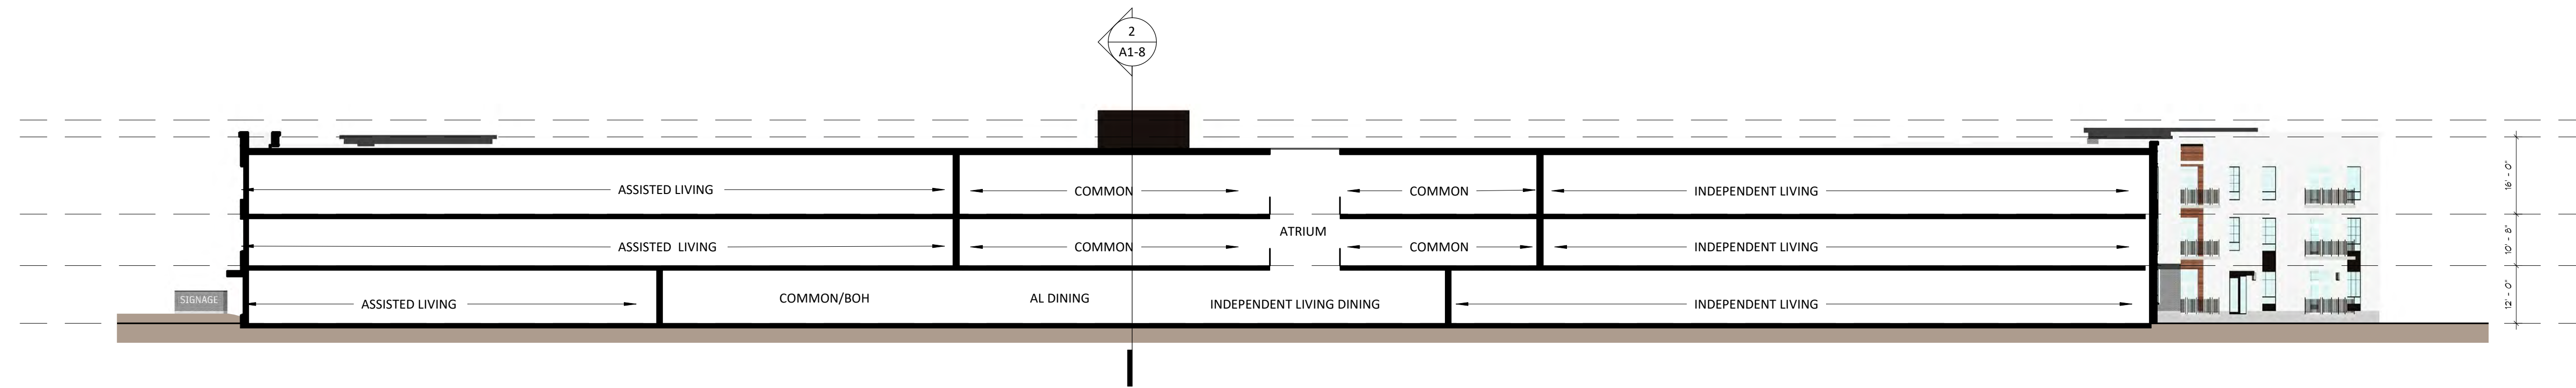 2
A1-8
ASSISTED LIVING
COMMON
COMMON
INDEPENDENT LIVING
16' - 0"
ASSISTED LIVING
COMMON
ATRIUM
COMMON
INDEPENDENT LIVING
10' - 8"
SIGNAGE
ASSISTED LIVING
COMMON/BOH
AL DINING
INDEPENDENT LIVING DINING
INDEPENDENT LIVING
12' - 0"